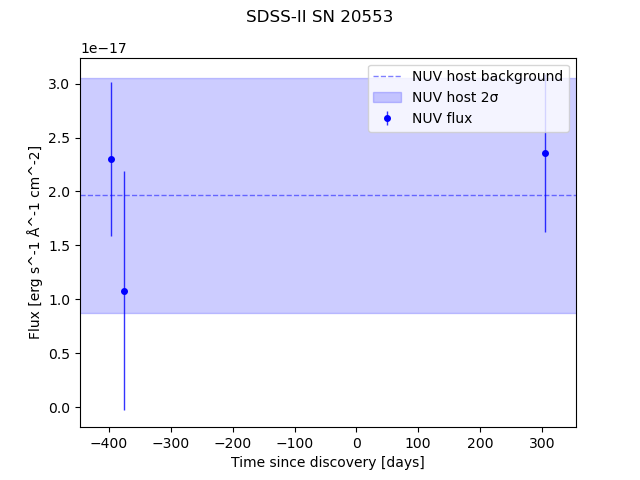 SDSS-II SN 20553
1e−17
NUV host background
NUV host 2σ
NUV flux
3.0
2.5
2.0
1.5
1.0
0.5
0.0
Flux [erg s^-1 Å^-1 cm^-2]
−400 −300 −200 −100 0 100 200 300
Time since discovery [days]